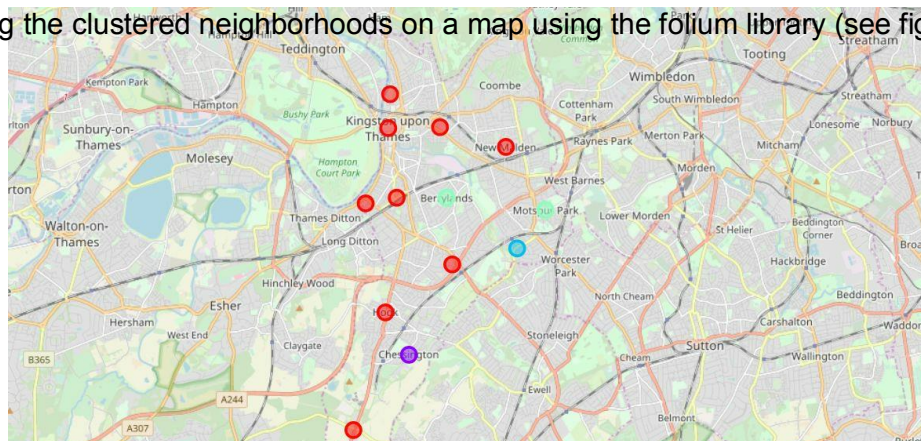 g the clustered neighborhoods on a map using the folium library (see fig
Teddington
Tooting
Streatham
Kempton Park
Hampton
Bushy Park
Coombe
Wimbledon
Cottenham
Park
South Wimbledon
Streatham
Sunbury-on-
Thames
Kingston upon
Thames
Lonesome
Norbury
Molesey
Hampton
Court Park
New Malden
Raynes Park
Merton Park
Mitcham
Morden
West Barnes
rton
Thames Ditton
Berrylands
Motspur Park
Lower Morden
Walton-on-
Thames
Long Ditton
St Helier
Beddington
Corner
Worcester
Park
Hackbridge
Hinchley Wood
North Cheam
Beddington
Esher
Hersham
Hook
Carshalton
Waddo
West End
Claygate
Stoneleigh
Sutton
B365
Chessington
Cheam
Wallington
A244
Ewell
A307
Belmont